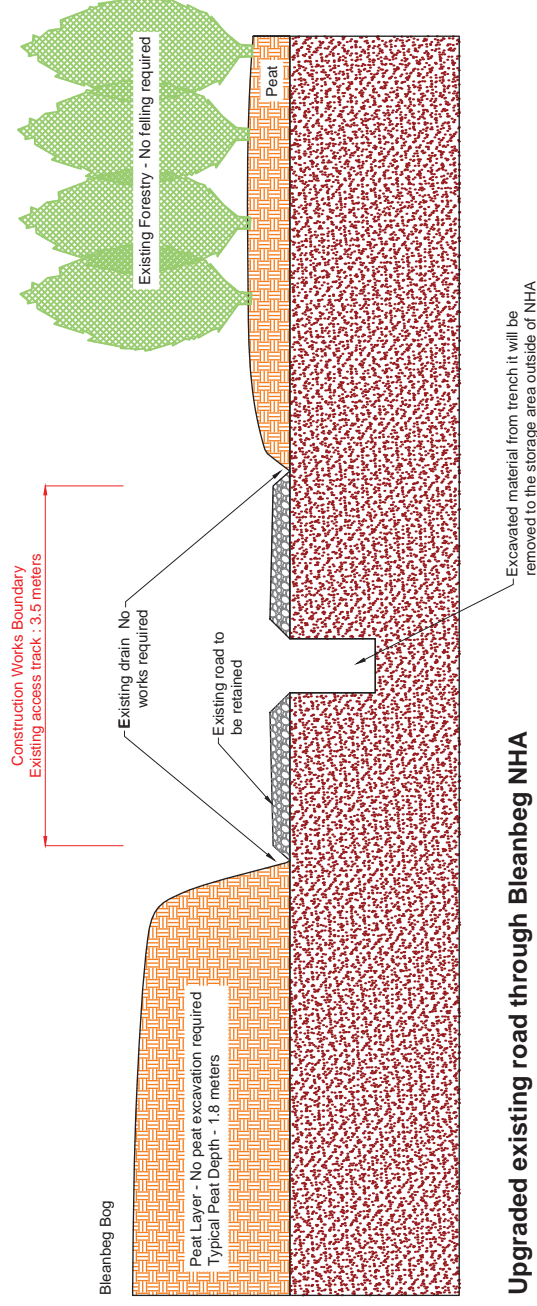 Bleanbeg Bog
Peat Layer - No peat excavation required
Typical Peat Depth - 1.8 meters
Construction Works Boundary
Existing access track : 3.5 meters
Existing drain No
works required
Existing road to
be retained
Existing Forestry - No felling required
Peat
Excavated material from trench it will be
removed to the storage area outside of NHA
Upgraded existing road through Bleanbeg NHA